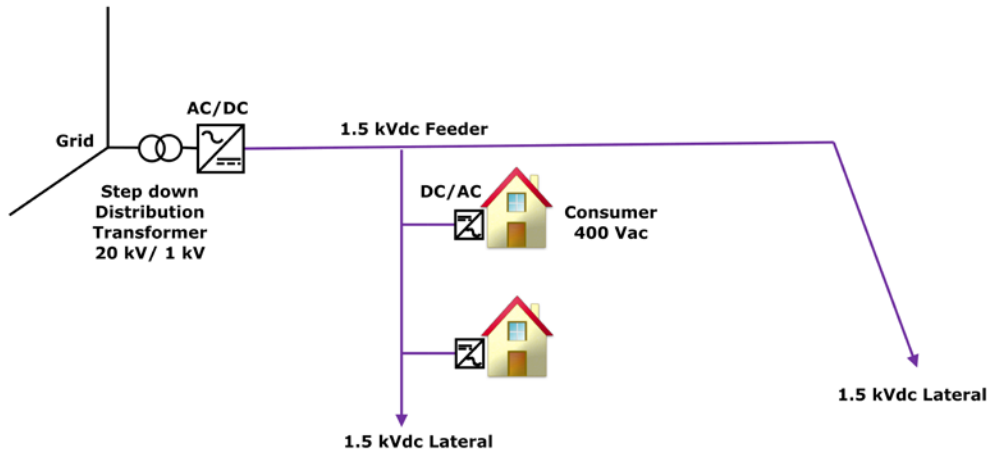 AC/DC
1.5 kVdc Feeder
Grid
Step down
Distribution
Transformer
20 kV/ 1 kV
DC/AC
Consumer
400 Vac
1.5 kVdc Lateral
1.5 kVdc Lateral